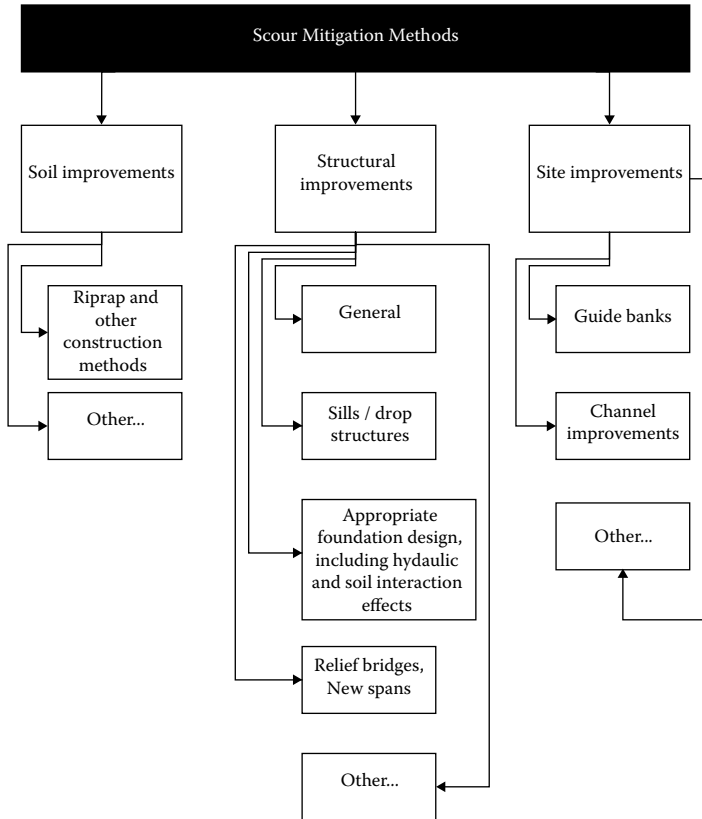 Scour Mitigation Methods
Soil improvements
Riprap and
other
construction
methods
Other...
Structural
improvements
General
Sills / drop
structures
Appropriate
foundation design,
including hydaulic
and soil interaction
effects
Relief bridges,
New spans
Other...
Site improvements
Guide banks
Channel
improvements
Other...